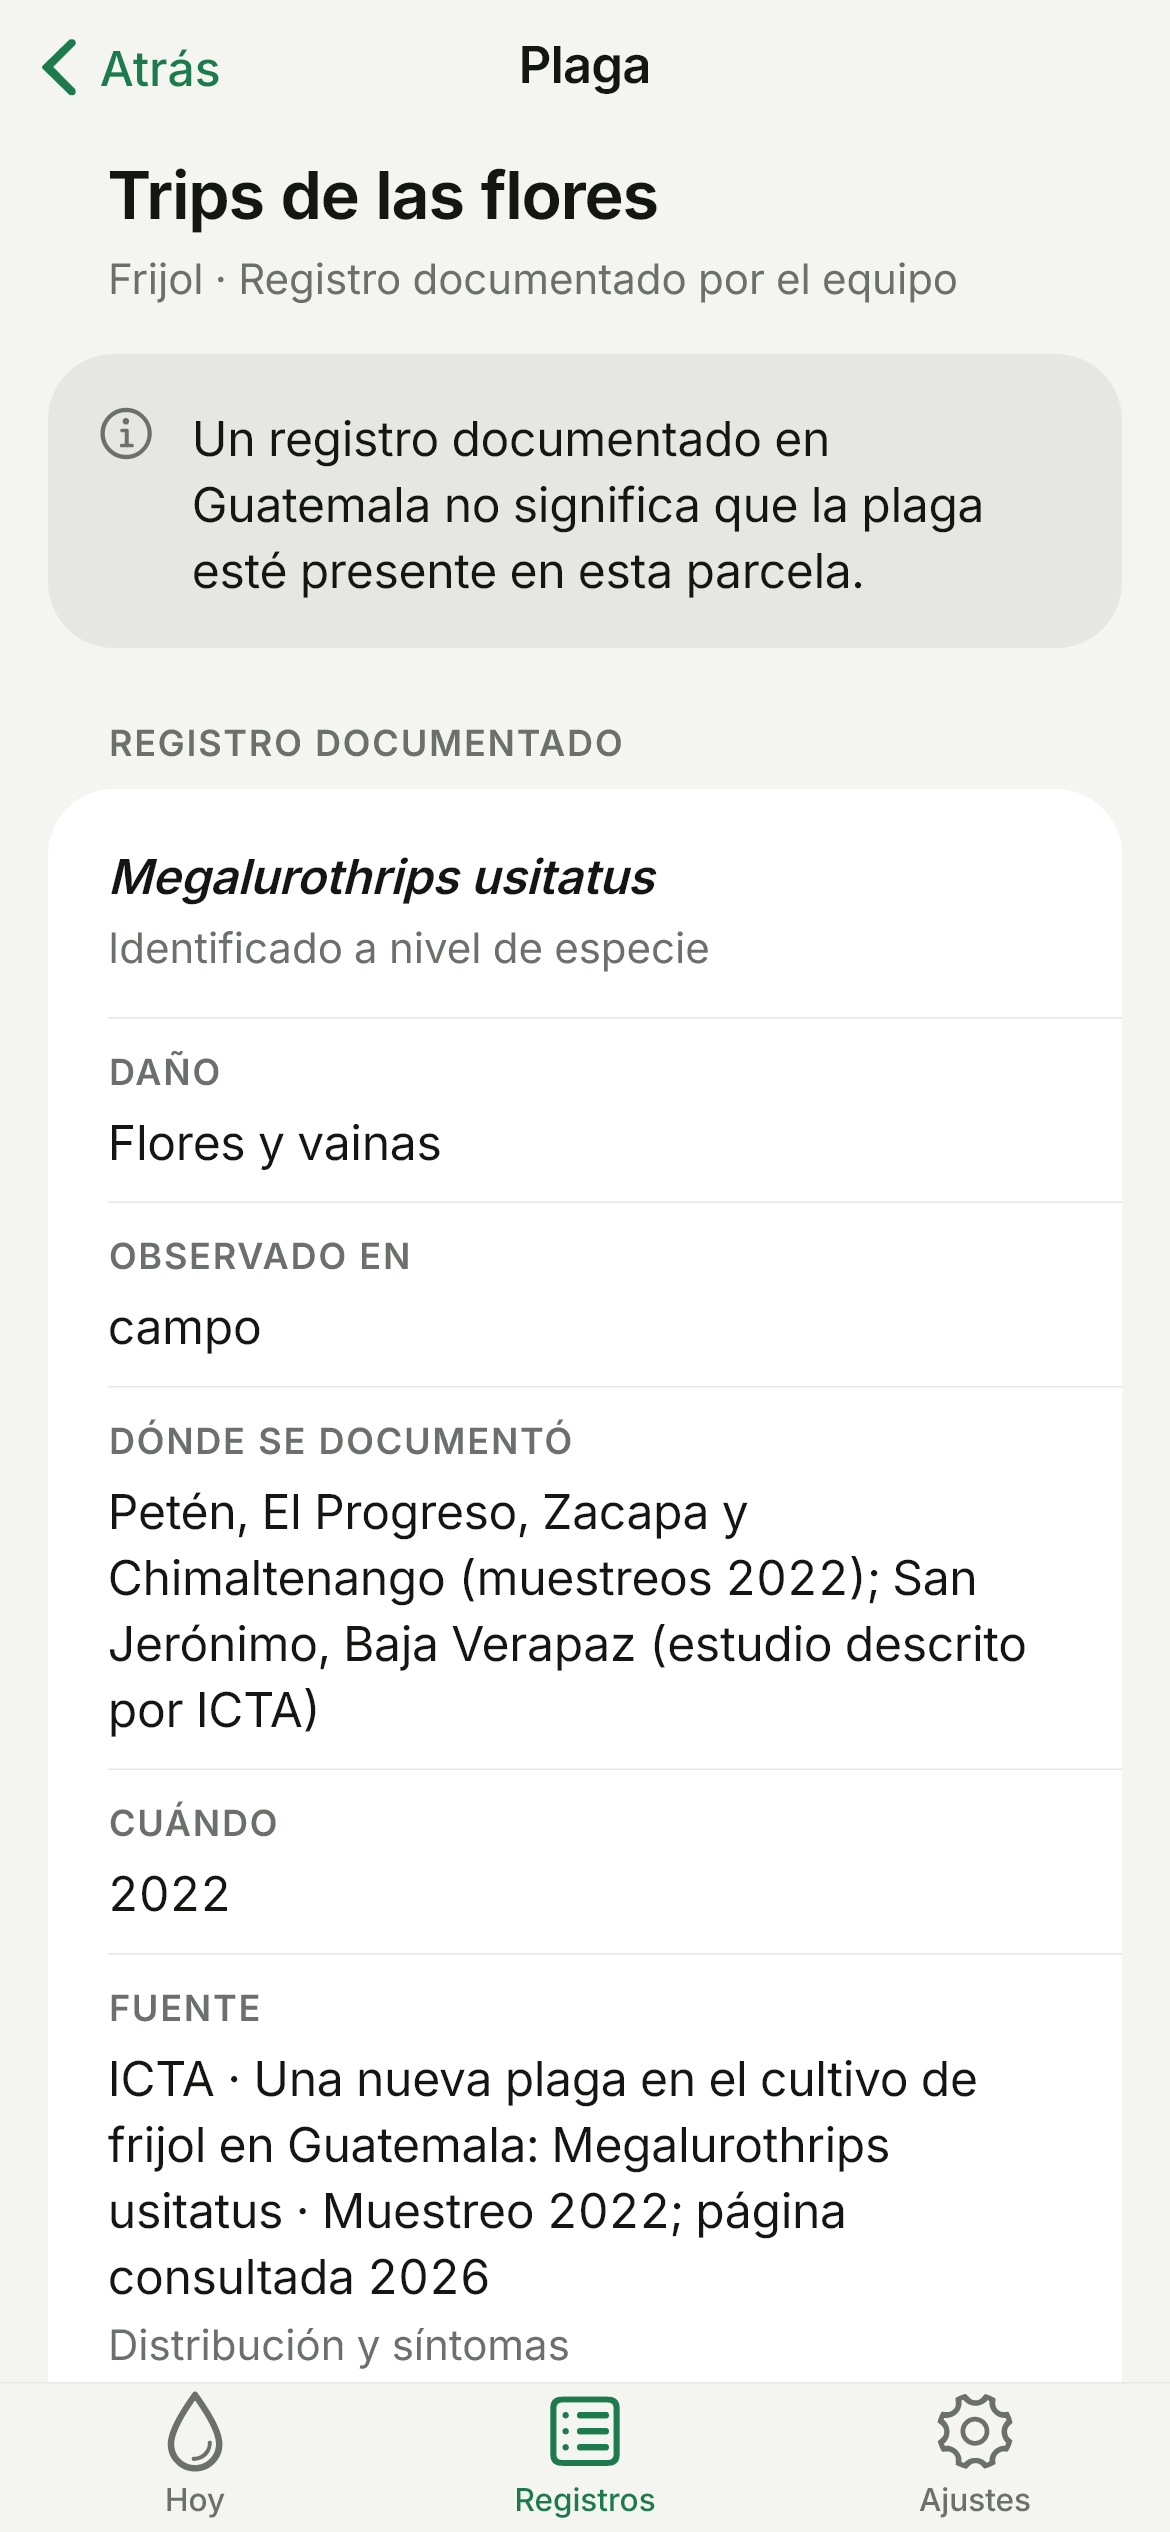 Atrás
Plaga
Trips de las flores
Frijol · Registro documentado por el equipo
Un registro documentado en
Guatemala no significa que la plaga
esté presente en esta parcela.
REGISTRO DOCUMENTADO
Megalurothrips usitatus
Identificado a nivel de especie
DAÑO
Flores y vainas
OBSERVADO EN
campo
DÓNDE SE DOCUMENTÓ
Petén, El Progreso, Zacapa y
Chimaltenango (muestreos 2022); San
Jerónimo, Baja Verapaz (estudio descrito
por ICTA)
CUÁNDO
2022
FUENTE
ICTA · Una nueva plaga en el cultivo de
frijol en Guatemala: Megalurothrips
usitatus · Muestreo 2022; página
consultada 2026
Distribución y síntomas
Hoy
Registros
Ajustes